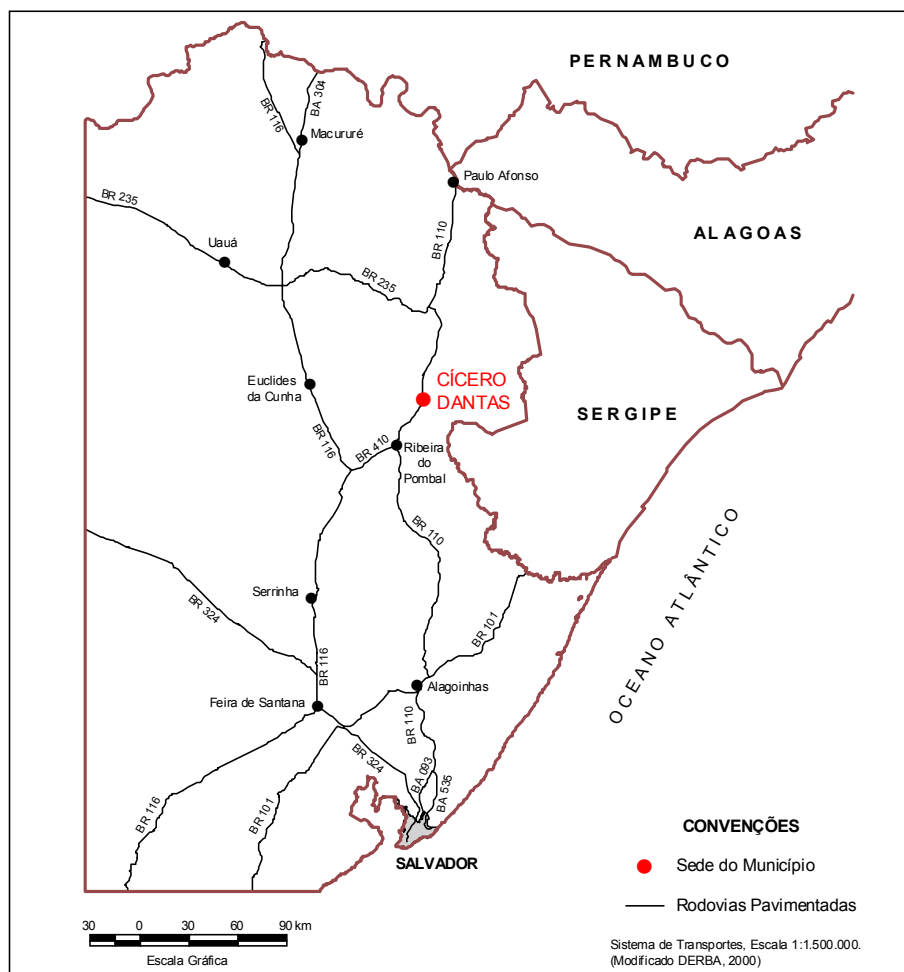 PERNAMBUCO
BR 116
BA 304
Macururé
Paulo Afonso
BR 235
ALAGOAS
Uauá
BR 110
BR 235
Euclides
da Cunha
CÍCERO
DANTAS
SERGIPE
BR 116
BR 410
Ribeira
do
Pombal
BR 110
OCEANO ATLÂNTICO
BR 324
Serrinha
BR 101
BR 116
Alagoinhas
Feira de Santana
BR 110
BR 324
BA 093
BA 535
BR 116
BR 101
SALVADOR
CONVENÇÕES
Sede do Município
Rodovias Pavimentadas
30 0 30 60 90 km
Escala Gráfica
Sistema de Transportes, Escala 1:1.500.000.
(Modificado DERBA, 2000)